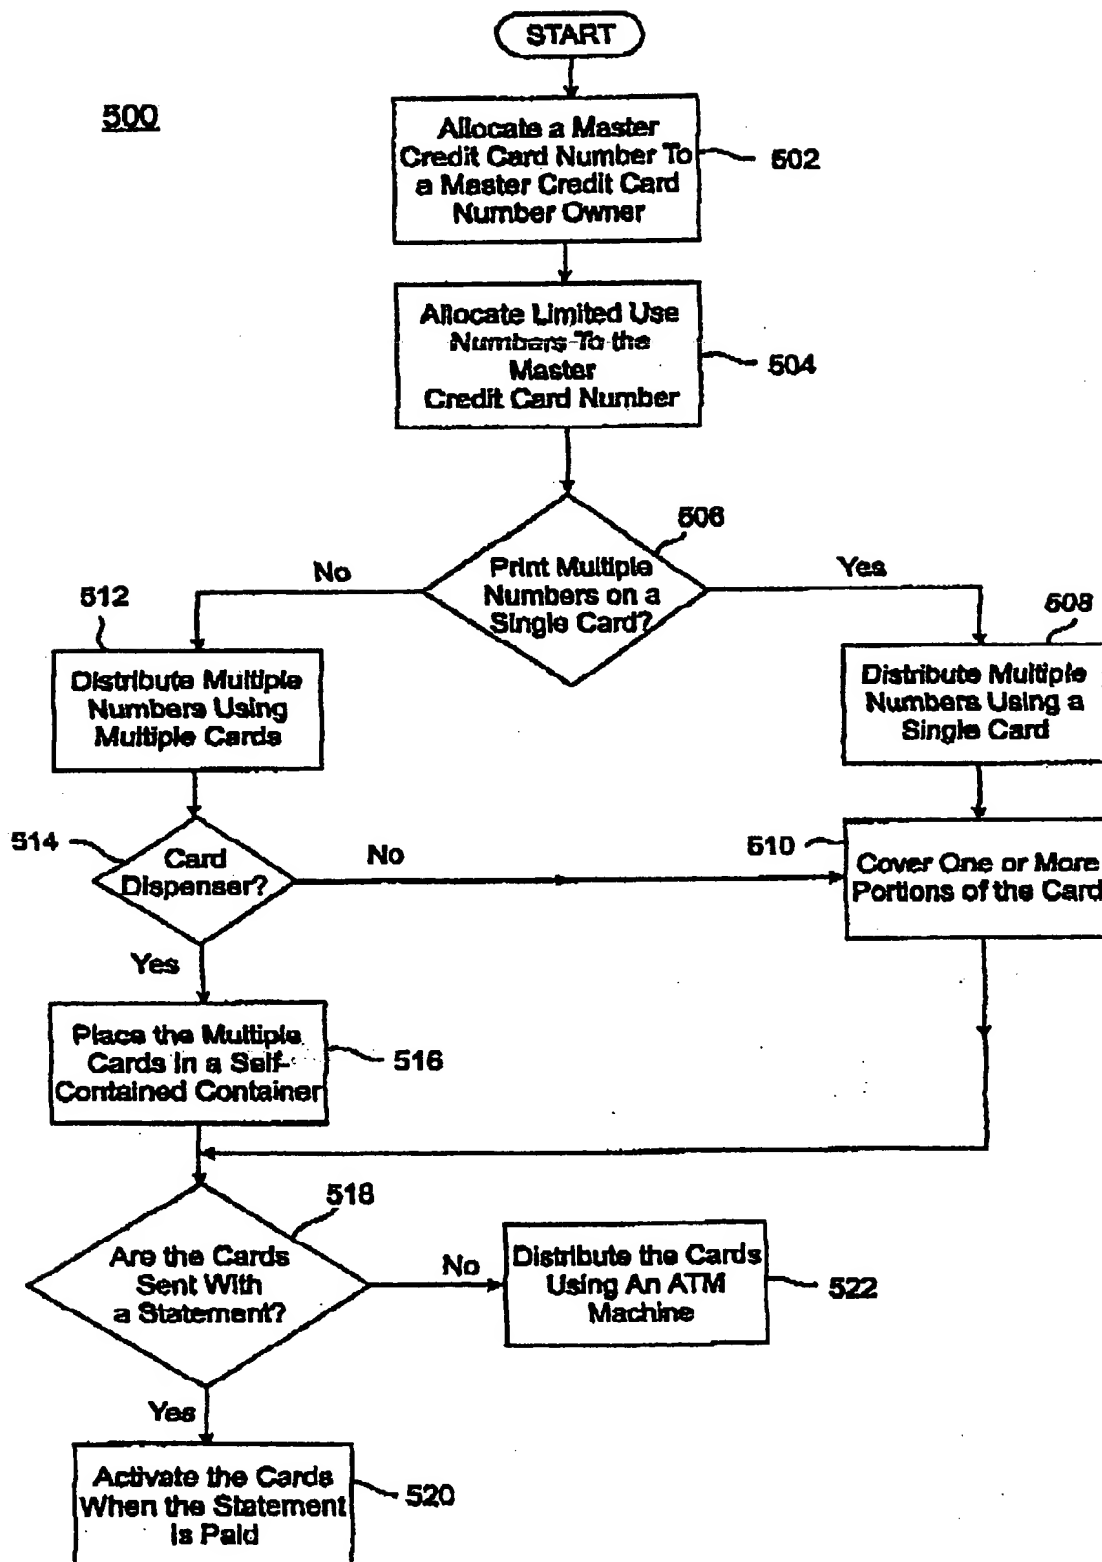 START
500
Allocate a Master
Credit Card Number To
a Master Credit Card
Number Owner
502
Allocate Limited Use
Numbers To the
Master
Credit Card Number
504
506
Print Multiple
Numbers on a
Single Card?
No
Yes
512
Distribute Multiple
Numbers Using
Multiple Cards
508
Distribute Multiple
Numbers Using a
Single Card
514
Card
Dispenser?
No
510
Cover One or More
Portions of the Card
Yes
Place the Multiple
Cards In a Self-
Contained Container
516
518
Are the Cards
Sent With
a Statement?
No
Distribute the Cards
Using An ATM
Machine
522
Yes
Activate the Cards
When the Statement
Is Paid
520